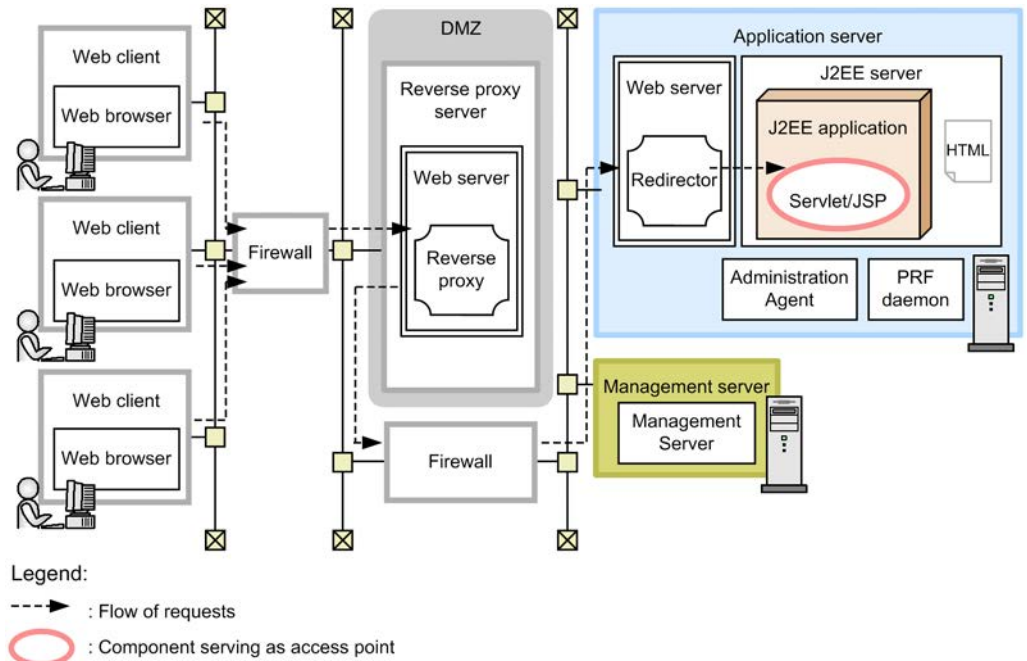 Web client
Web browser
Web client
Web browser
Web client
Web browser
Firewall
DMZ
Reverse proxy
server
Web server
Reverse
proxy
Firewall
Application server
Web server
Redirector
J2EE server
J2EE application
Servlet/JSP
HTML
Administration
Agent
PRF
daemon
Management server
Management
Server
Legend:
: Flow of requests
: Component serving as access point